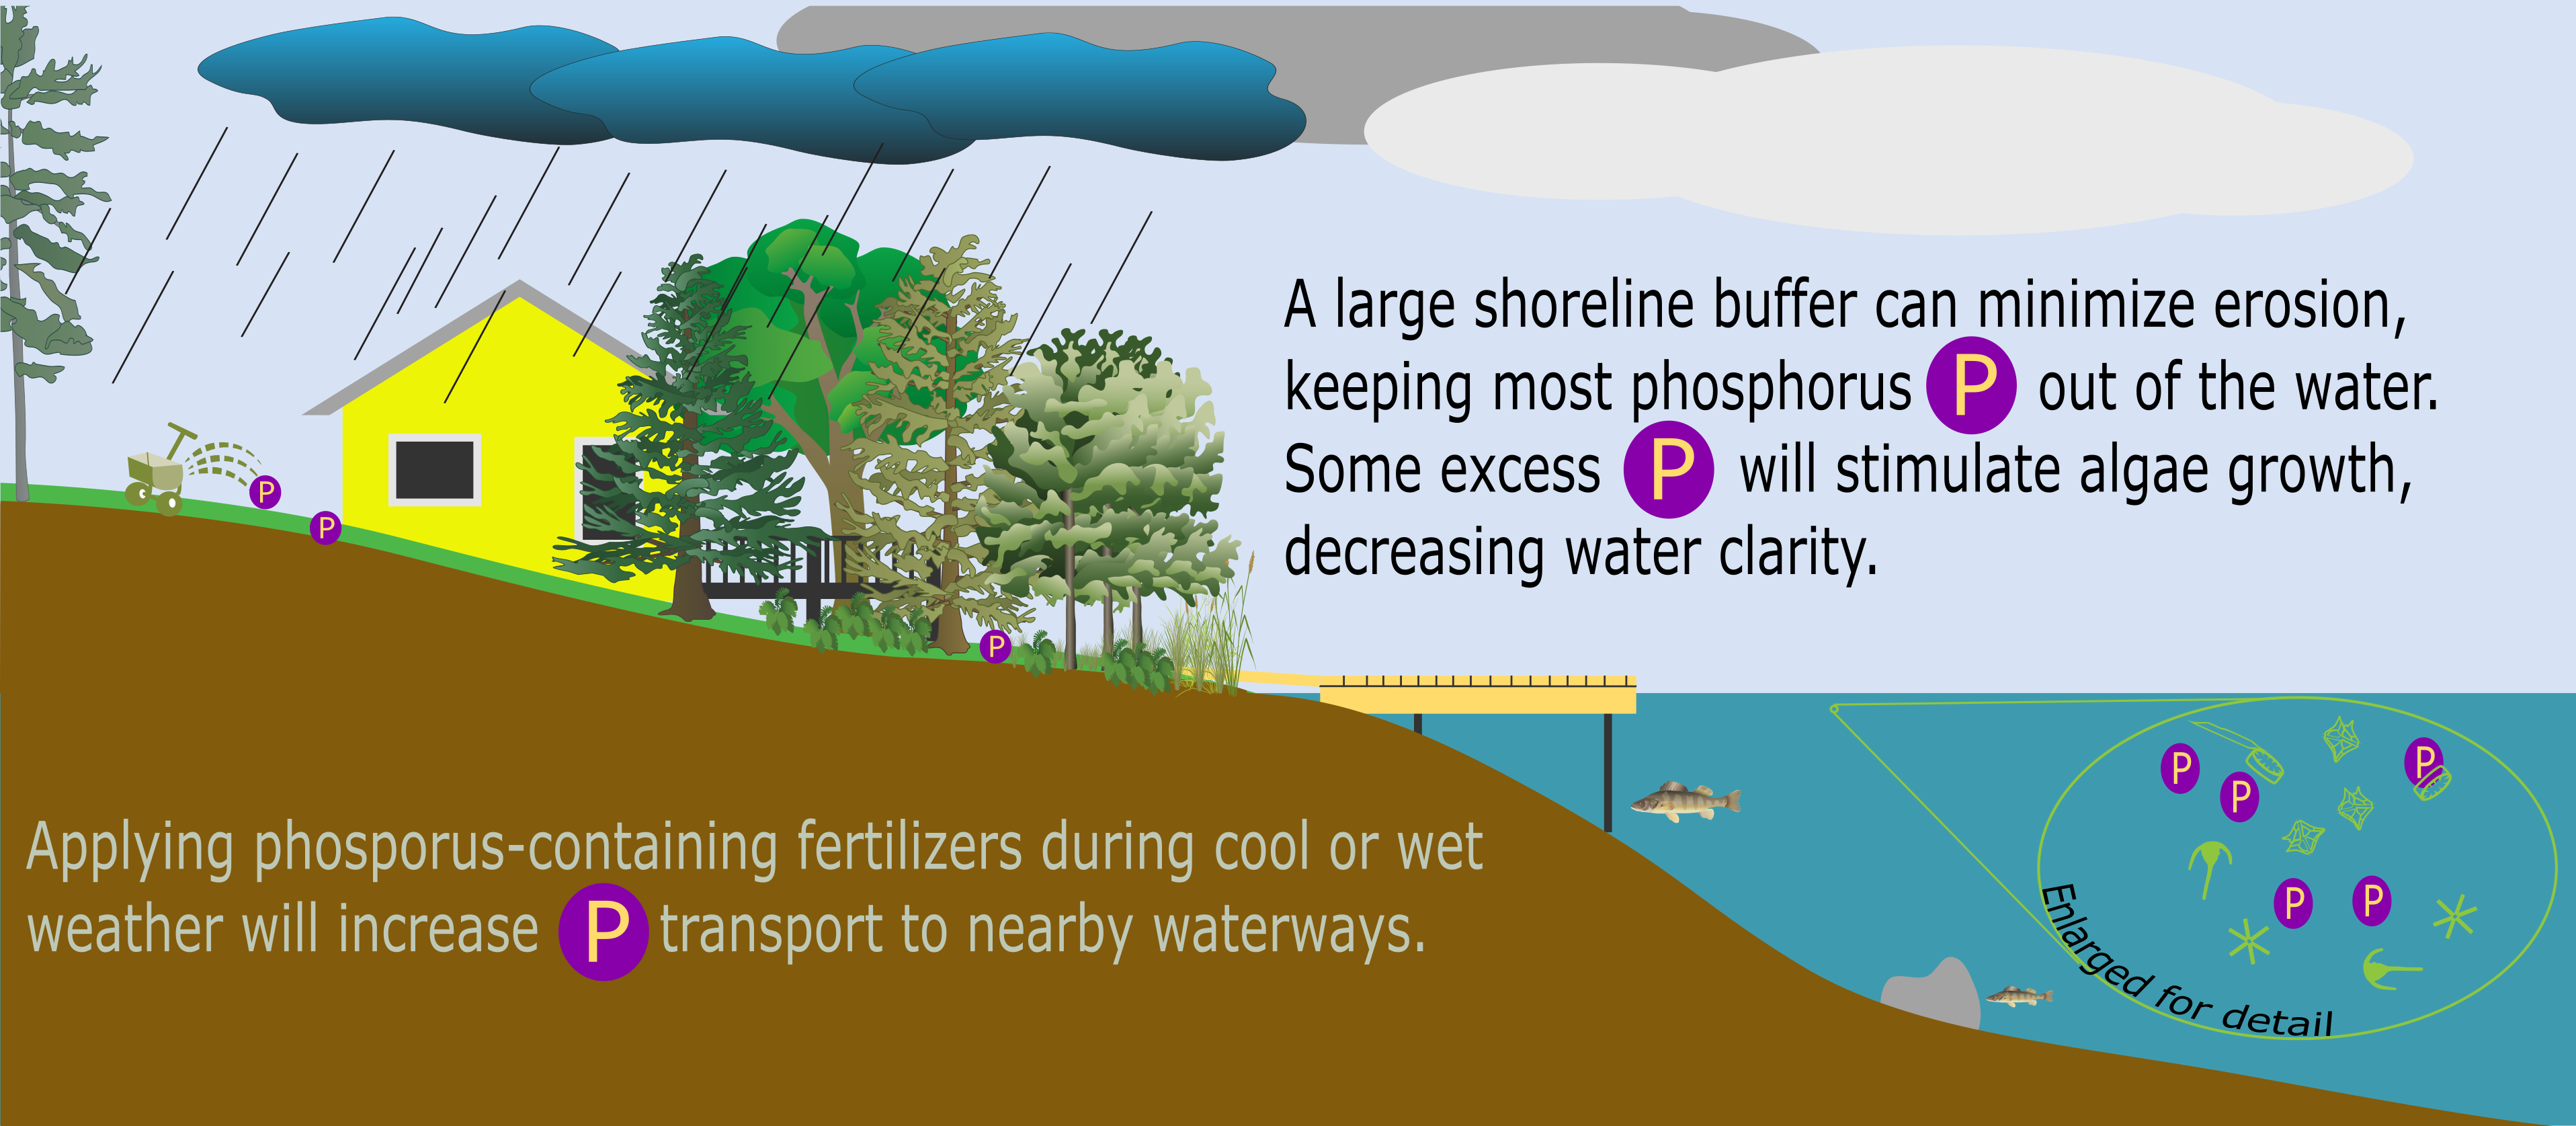 A large shoreline buffer can minimize erosion,
keeping most phosphorus P out of the water.
Some excess P will stimulate algae growth,
decreasing water clarity.
P
P
P
Applying phosporus-containing fertilizers during cool or wet
weather will increase P transport to nearby waterways.
P
P
P
P
P
Enlarged for detail